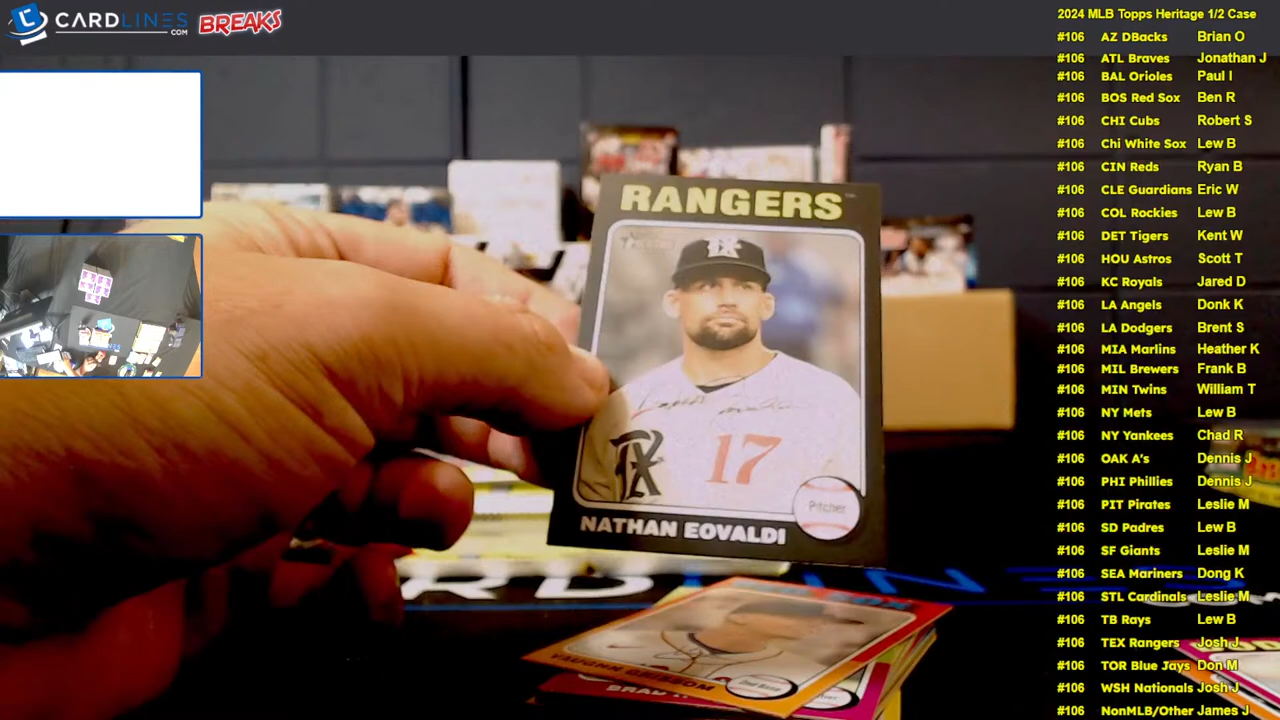 CARDLINES
.COM
BREAKS
2024 MLB Topps Heritage 1/2 Case
#106 AZ DBacks Brian O
#106 ATL Braves Jonathan J
#106 BAL Orioles Paul I
#106 BOS Red Sox Ben R
#106 CHI Cubs Robert S
#106 Chi White Sox Lew B
#106 CIN Reds Ryan B
#106 CLE Guardians Eric W
#106 COL Rockies Lew B
#106 DET Tigers Kent W
#106 HOU Astros Scott T
#106 KC Royals Jared D
#106 LA Angels Donk K
#106 LA Dodgers Brent S
#106 MIA Marlins Heather K
#106 MIL Brewers Frank B
#106 MIN Twins William T
#106 NY Mets Lew B
#106 NY Yankees Chad R
#106 OAK A's Dennis J
#106 PHI Phillies Dennis J
#106 PIT Pirates Leslie M
#106 SD Padres Lew B
#106 SF Giants Leslie M
#106 SEA Mariners Dong K
#106 STL Cardinals Leslie M
#106 TB Rays Lew B
#106 TEX Rangers Josh J
#106 TOR Blue Jays Don M
#106 WSH Nationals Josh J
#106 NonMLB/Other James J
RANGERS
TX
17
TX
Pitcher
NATHAN EOVALDI
VAUGHN GRISSOM
BRAD